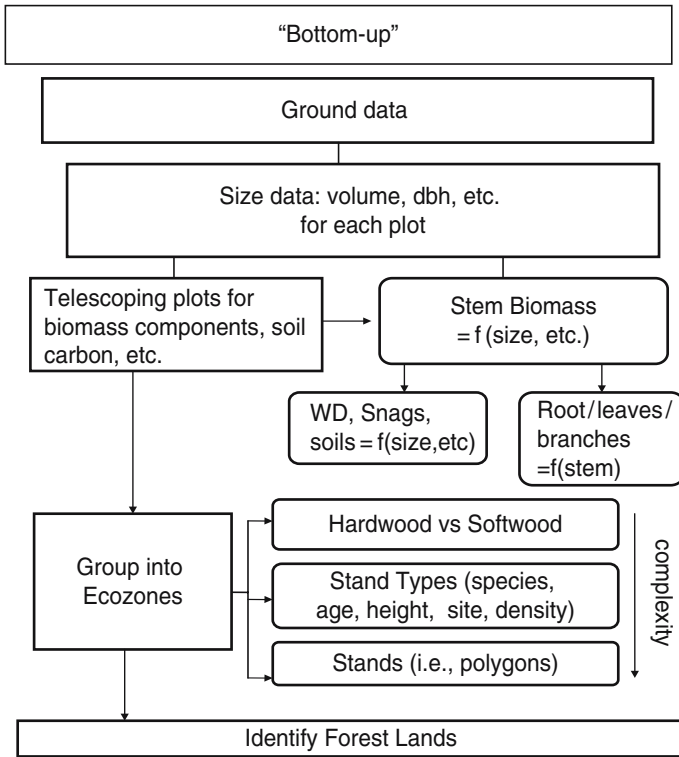 “Bottom-up”
Ground data
Size data: volume, dbh, etc.
for each plot
Telescoping plots for
biomass components, soil
carbon, etc.
Stem Biomass
= f (size, etc.)
WD, Snags,
soils = f(size,etc)
Root/leaves/
branches
=f(stem)
Group into
Ecozones
Hardwood vs Softwood
Stand Types (species,
age, height, site, density)
Stands (i.e., polygons)
complexity
Identify Forest Lands